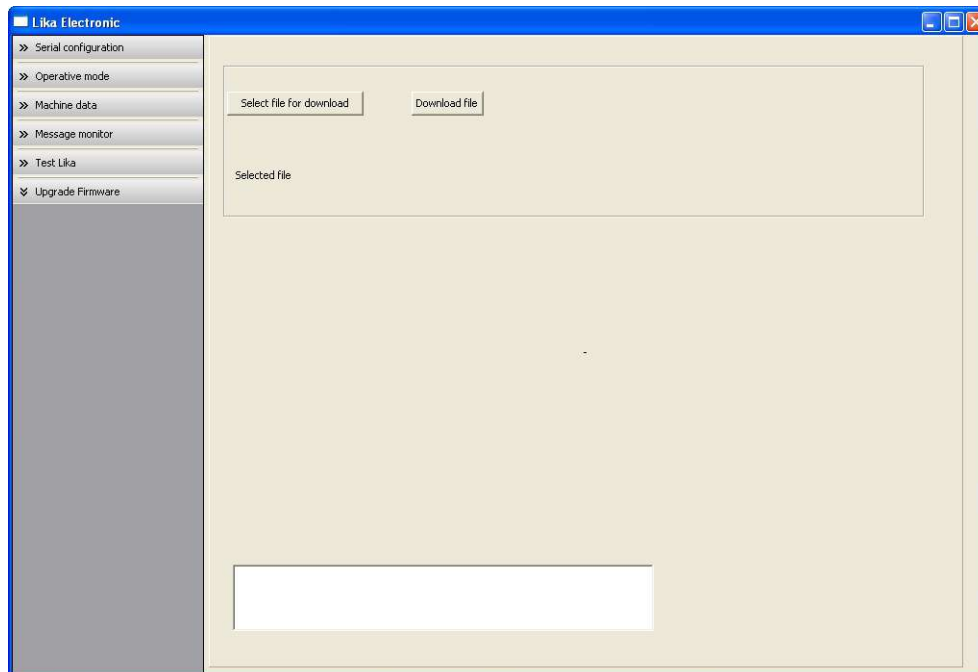 Lika Electronic
Serial configuration
Operative mode
Machine data
Message monitor
Test Lika
Upgrade Firmware
Select file for download
Download file
Selected file
-